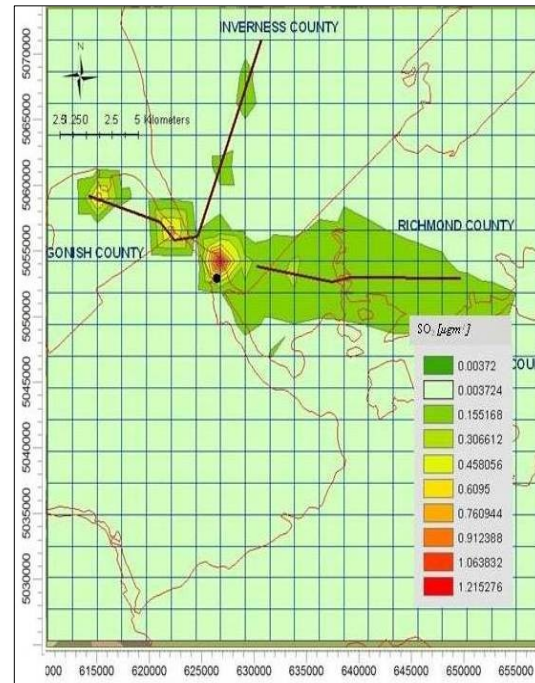 INVERNESS COUNTY
N
2.5 1.250 2.5 5 Kilometers
RICHMOND COUNTY
GONISH COUNTY
COU
SO₂ [µgm⁻³]
0.00372
0.003724
0.155168
0.306612
0.458056
0.6095
0.760944
0.912388
1.063832
1.215276
5070000
5065000
5060000
5055000
5050000
5045000
5040000
5035000
5030000
000 615000 620000 625000 630000 635000 640000 645000 650000 655000